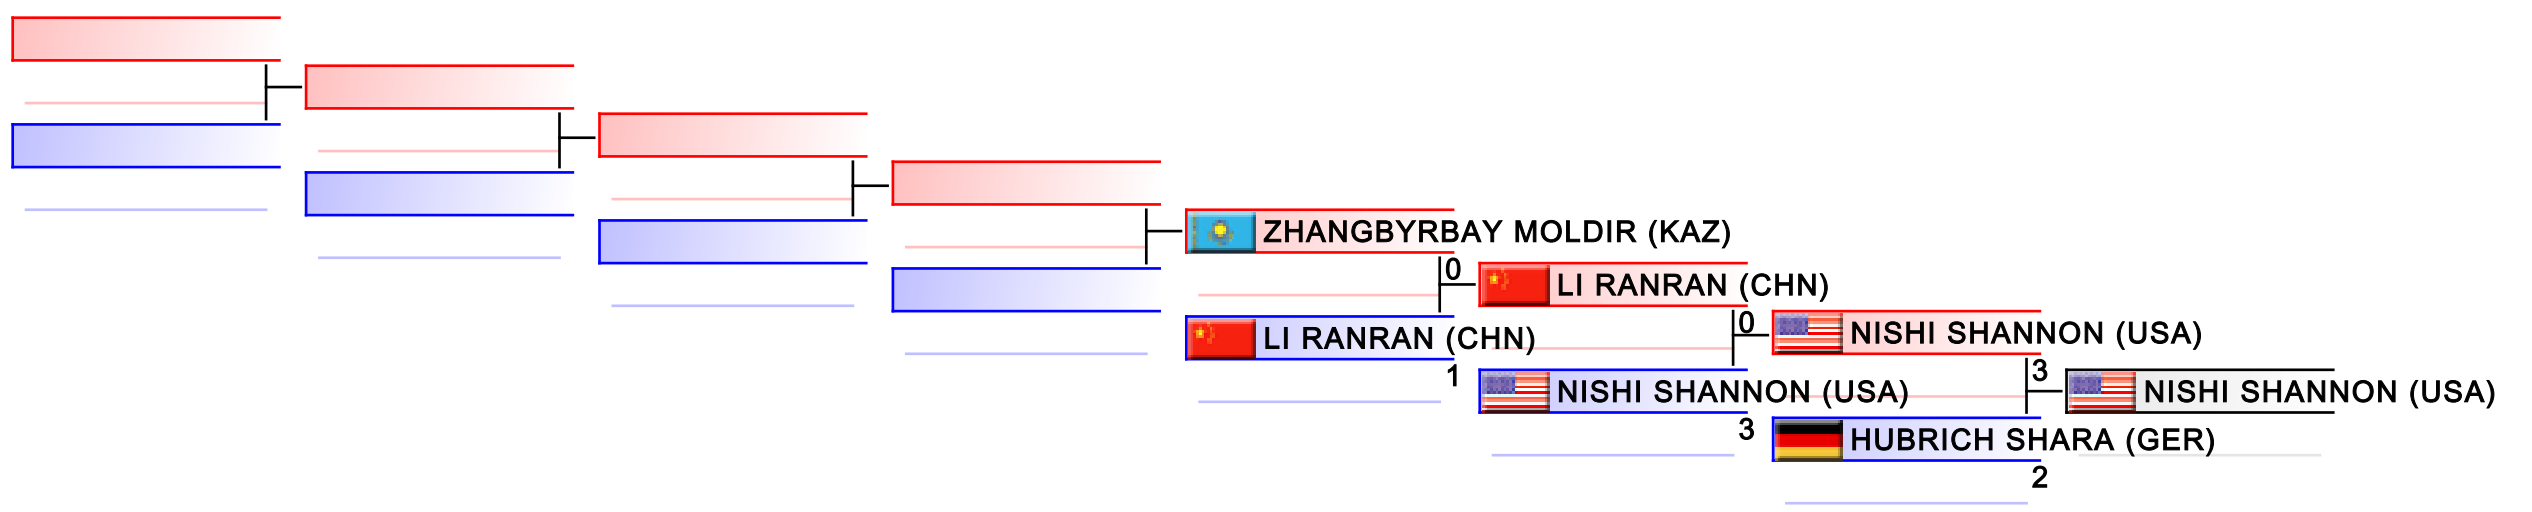 ZHANGBYRBAY MOLDIR (KAZ)
0
LI RANRAN (CHN)
1
LI RANRAN (CHN)
0
NISHI SHANNON (USA)
3
NISHI SHANNON (USA)
3
HUBRICH SHARA (GER)
2
NISHI SHANNON (USA)